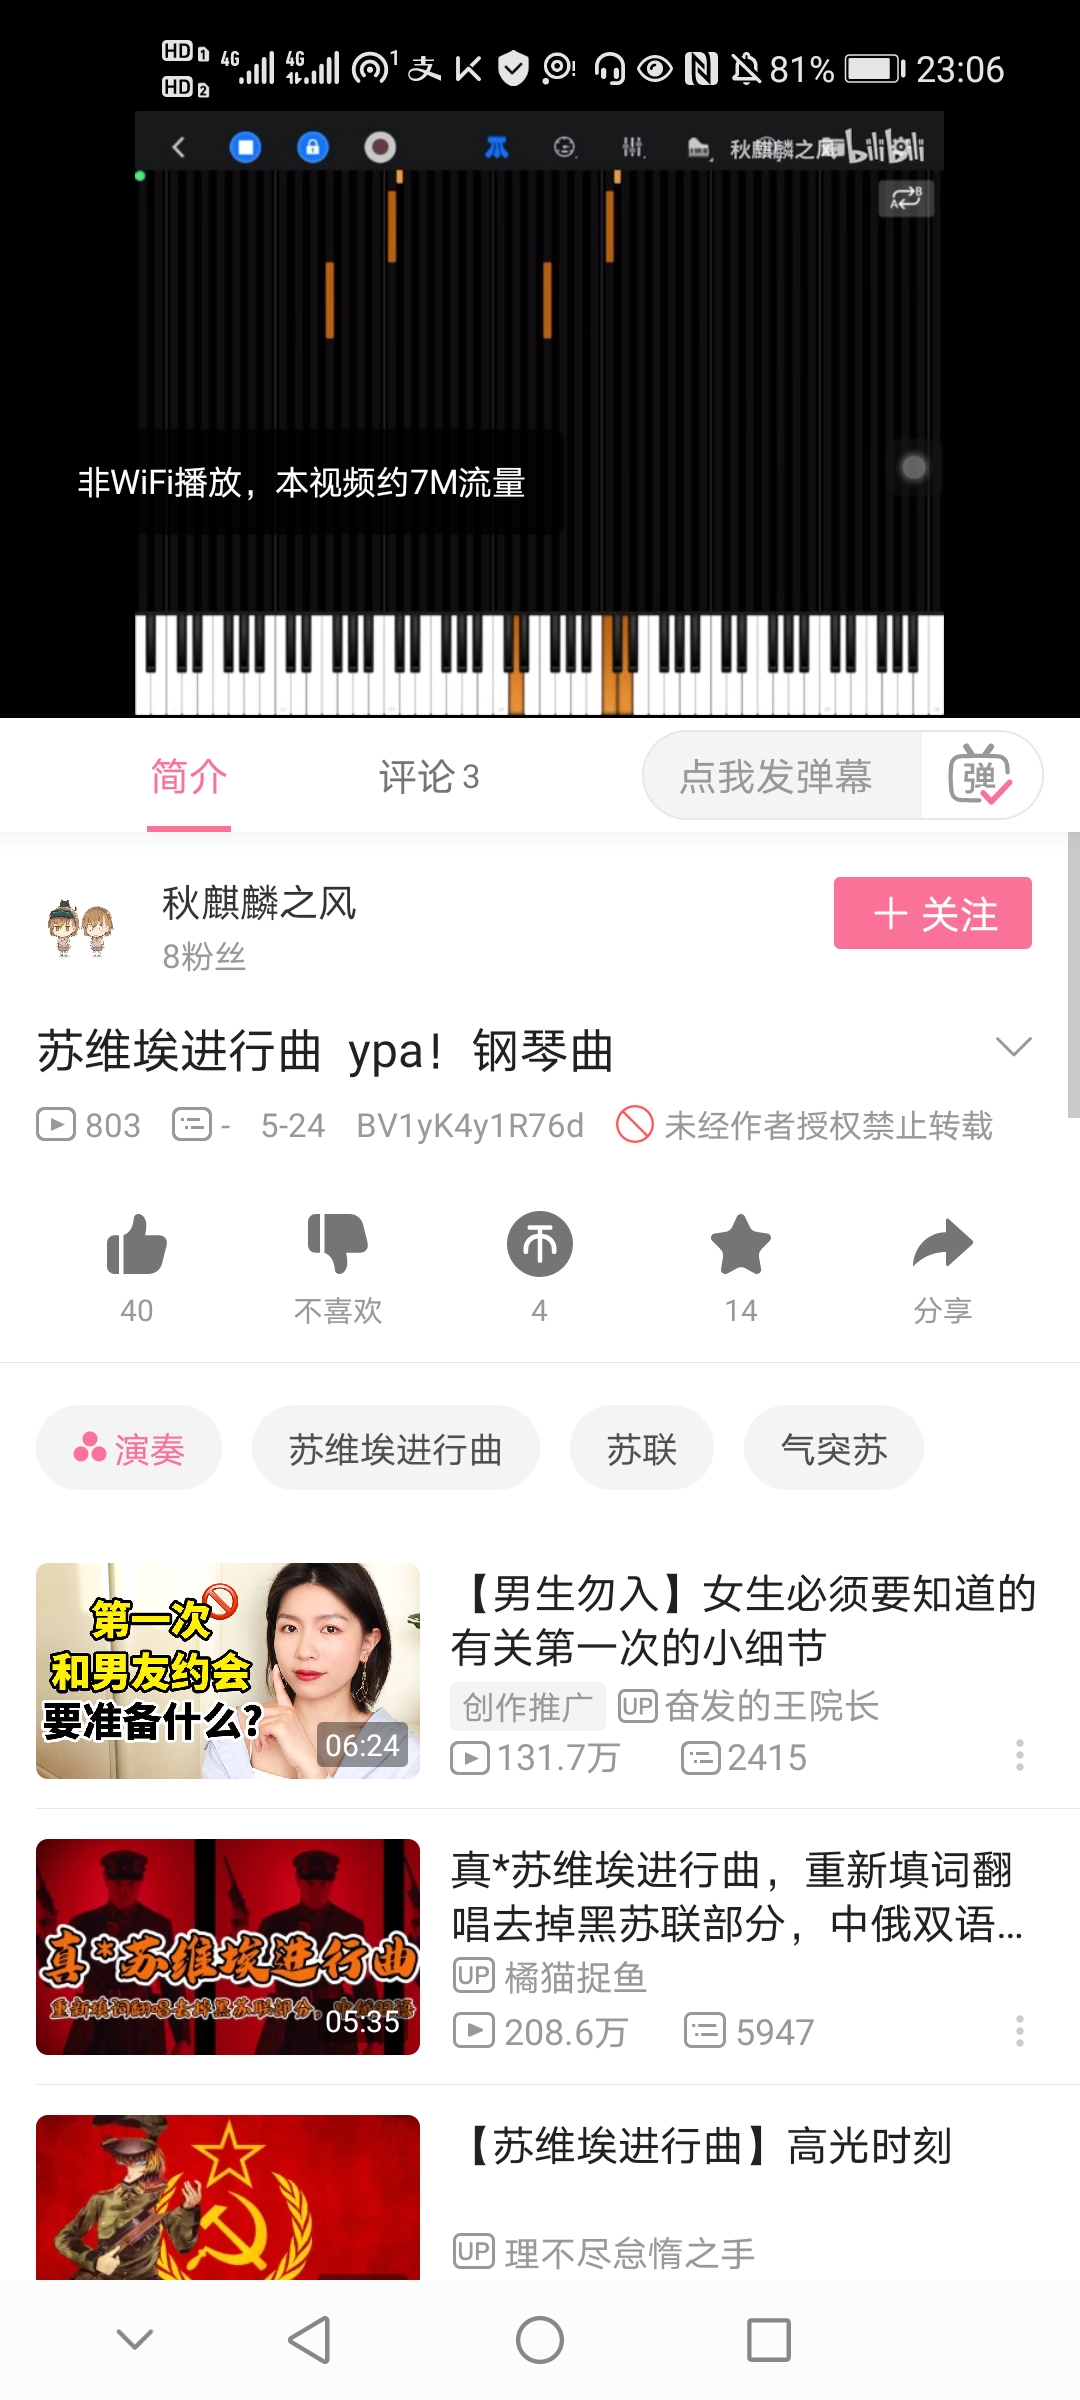 HD 1 4G 4G 1 支 81% 23:06
HD 2
秋麒麟之风 bilibili
A B
非WiFi播放，本视频约7M流量
简介 评论 3 点我发弹幕 弹
秋麒麟之风
8粉丝
＋ 关注
苏维埃进行曲 ypa！钢琴曲
803 - 5-24 BV1yK4y1R76d 未经作者授权禁止转载
40 不喜欢 4 14 分享
演奏 苏维埃进行曲 苏联 气突苏
第一次
和男友约会
要准备什么?
06:24
【男生勿入】女生必须要知道的
有关第一次的小细节
创作推广 UP 奋发的王院长
131.7万 2415
真*苏维埃进行曲
重新填词翻唱去掉黑苏联部分，中俄双语
05:35
真*苏维埃进行曲，重新填词翻
唱去掉黑苏联部分，中俄双语...
UP 橘猫捉鱼
208.6万 5947
【苏维埃进行曲】高光时刻
UP 理不尽怠惰之手